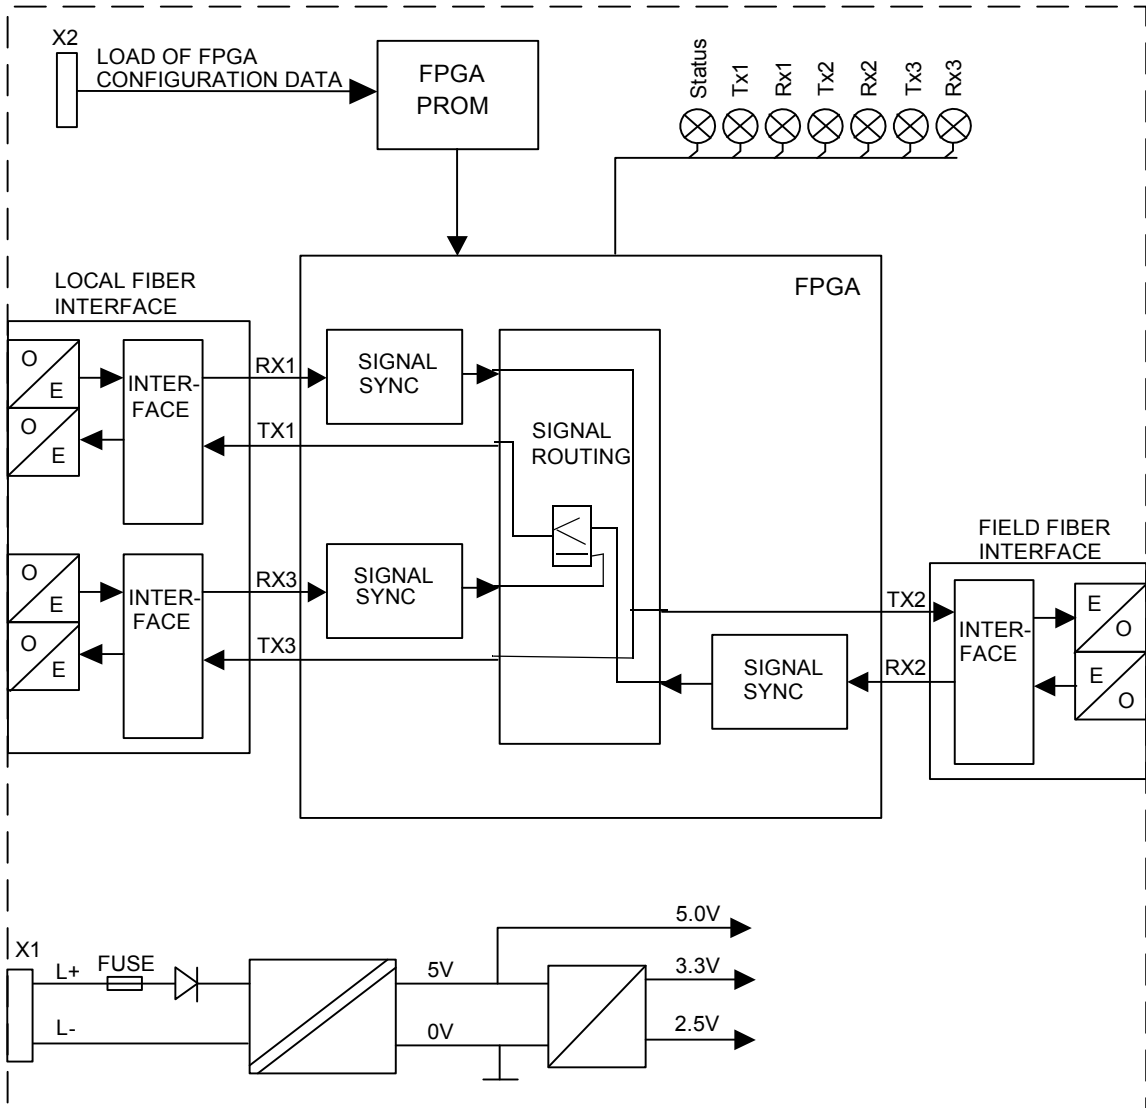 X2
LOAD OF FPGA
CONFIGURATION DATA
FPGA
PROM
Status
Tx1
Rx1
Tx2
Rx2
Tx3
Rx3
LOCAL FIBER
INTERFACE
FPGA
O
E
O
E
INTER-
FACE
RX1
TX1
SIGNAL
SYNC
SIGNAL
ROUTING
O
E
O
E
INTER-
FACE
RX3
TX3
SIGNAL
SYNC
FIELD FIBER
INTERFACE
TX2
RX2
SIGNAL
SYNC
INTER-
FACE
E
O
E
O
X1
L+
FUSE
L-
5V
0V
5.0V
3.3V
2.5V